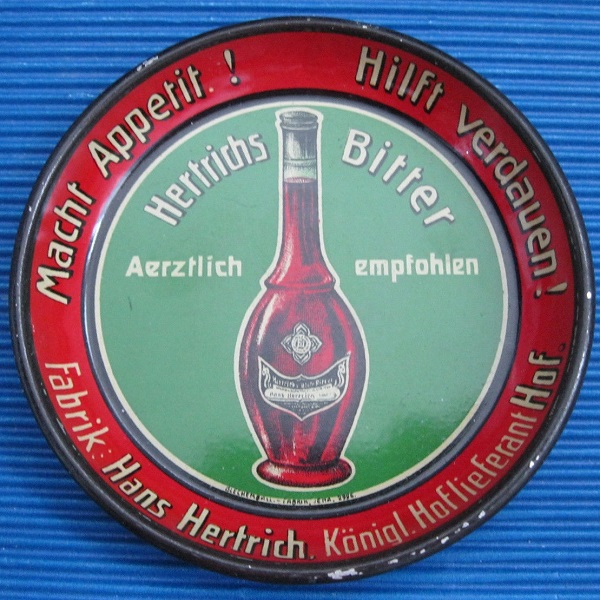 Macht Appetit.!
Hilft verdauen!
Hertrichs Bitter
Aerztlich empfohlen
Fabrik: Hans Hertrich. Königl. Hoflieferant Hof.